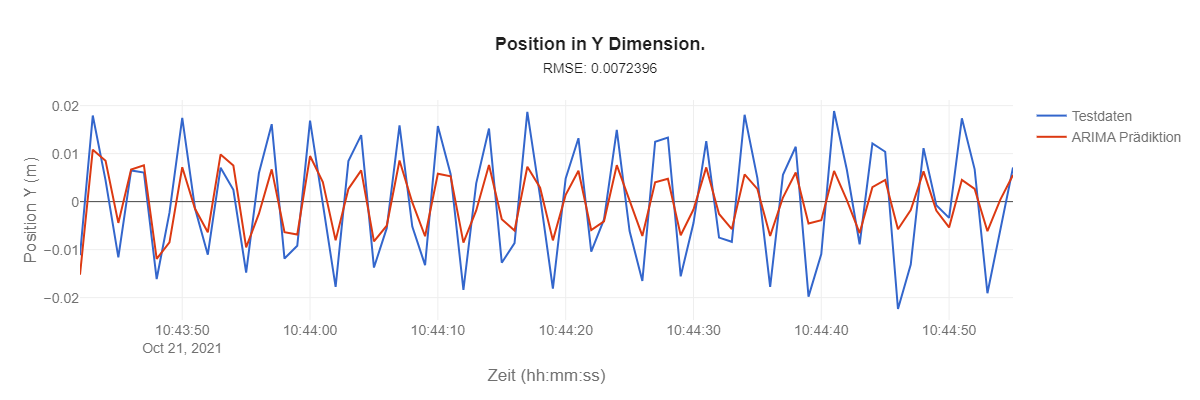 Position in Y Dimension.
RMSE: 0.0072396
Testdaten
ARIMA Prädiktion
Position Y (m)
0.02
0.01
0
−0.01
−0.02
10:43:50
10:44:00
10:44:10
10:44:20
10:44:30
10:44:40
10:44:50
Oct 21, 2021
Zeit (hh:mm:ss)